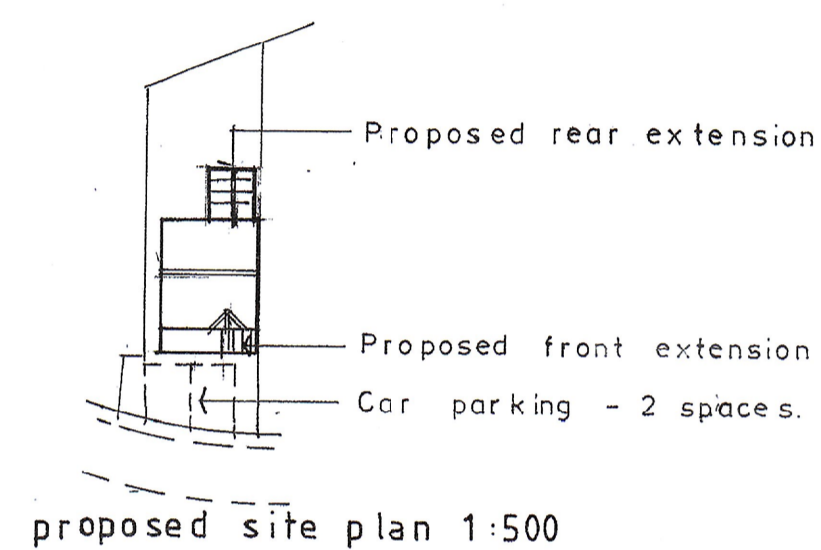 Proposed rear extension
Proposed front extension
Car parking - 2 spaces.
proposed site plan 1:500